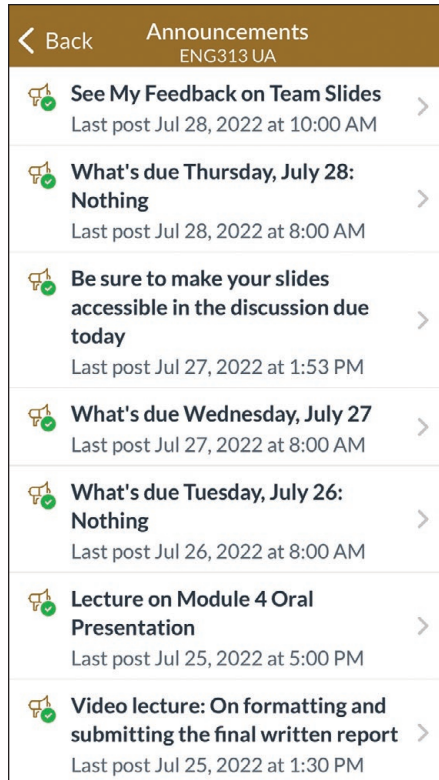 Back
Announcements
ENG313 UA
See My Feedback on Team Slides
Last post Jul 28, 2022 at 10:00 AM
What's due Thursday, July 28:
Nothing
Last post Jul 28, 2022 at 8:00 AM
Be sure to make your slides
accessible in the discussion due
today
Last post Jul 27, 2022 at 1:53 PM
What's due Wednesday, July 27
Last post Jul 27, 2022 at 8:00 AM
What's due Tuesday, July 26:
Nothing
Last post Jul 26, 2022 at 8:00 AM
Lecture on Module 4 Oral
Presentation
Last post Jul 25, 2022 at 5:00 PM
Video lecture: On formatting and
submitting the final written report
Last post Jul 25, 2022 at 1:30 PM